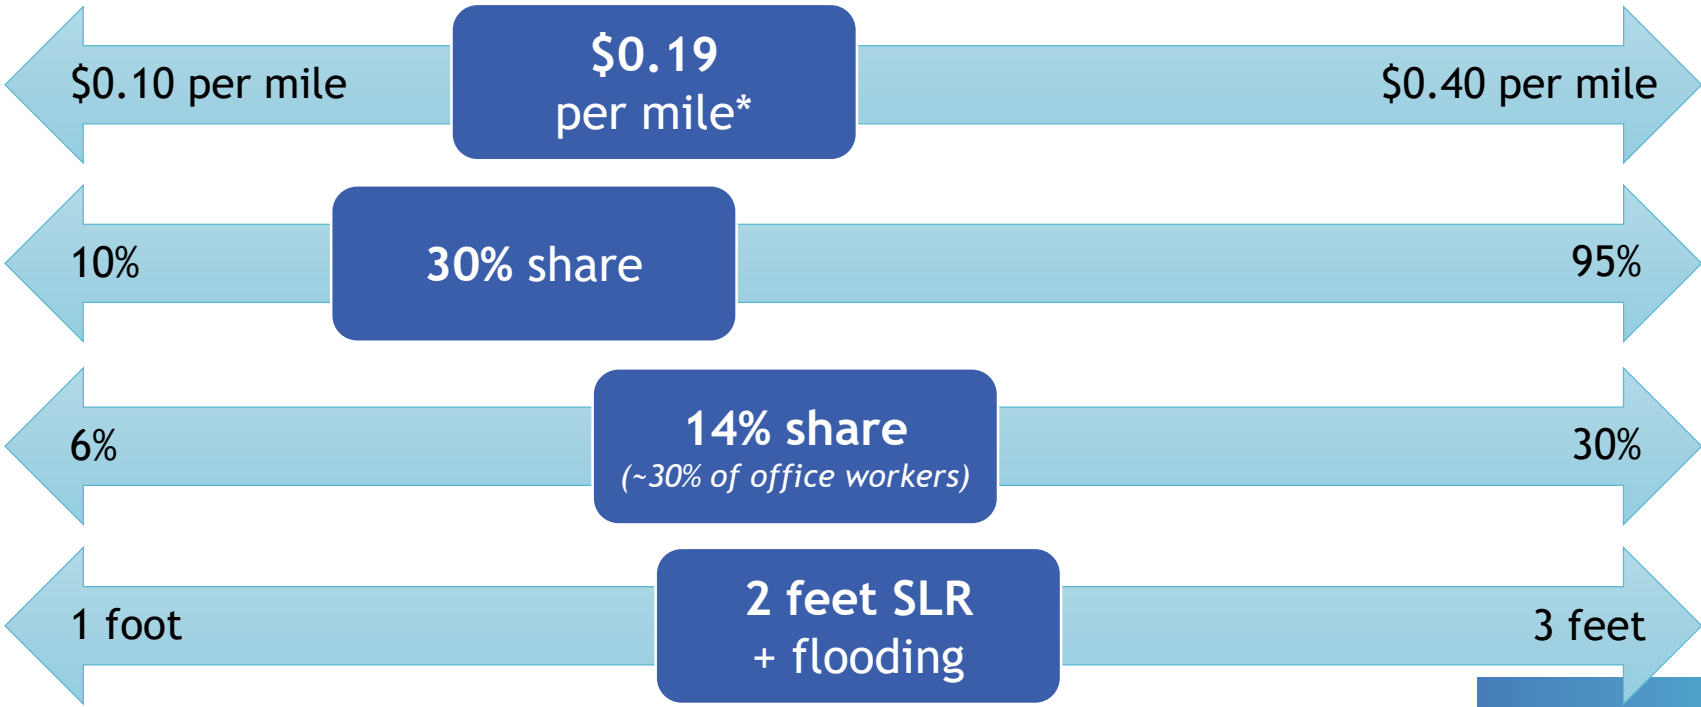 $0.10 per mile
$0.19
per mile*
$0.40 per mile
10%
30% share
95%
6%
14% share
(~30% of office workers)
30%
1 foot
2 feet SLR
+ flooding
3 feet